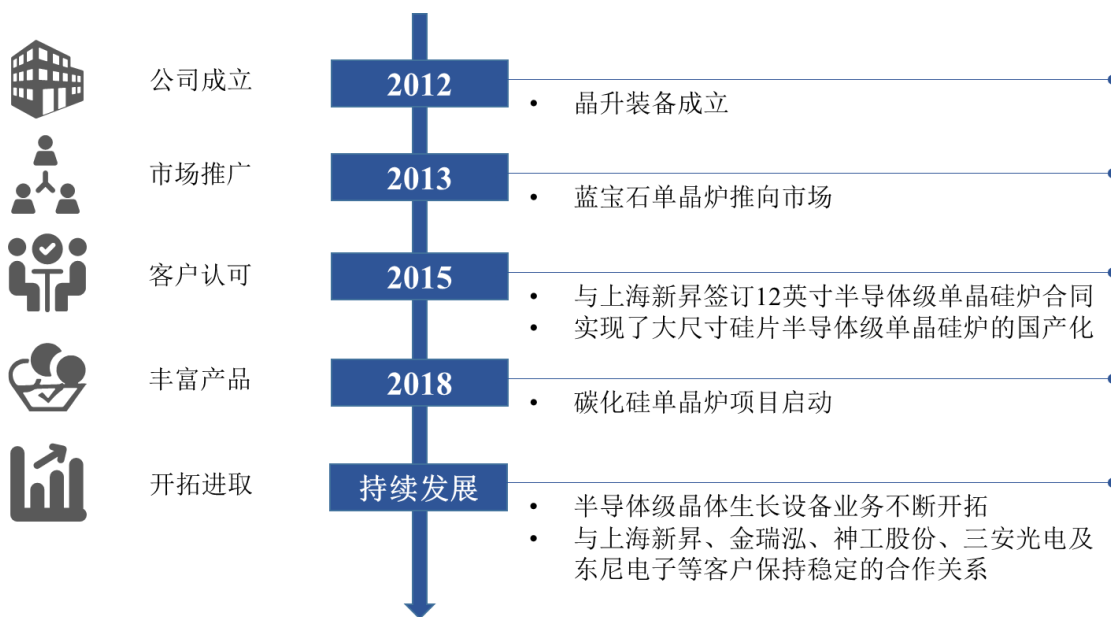 公司成立
2012
• 晶升装备成立
市场推广
2013
• 蓝宝石单晶炉推向市场
客户认可
2015
• 与上海新昇签订12英寸半导体级单晶硅炉合同
• 实现了大尺寸硅片半导体级单晶硅炉的国产化
丰富产品
2018
• 碳化硅单晶炉项目启动
开拓进取
持续发展
• 半导体级晶体生长设备业务不断开拓
• 与上海新昇、金瑞泓、神工股份、三安光电及
东尼电子等客户保持稳定的合作关系